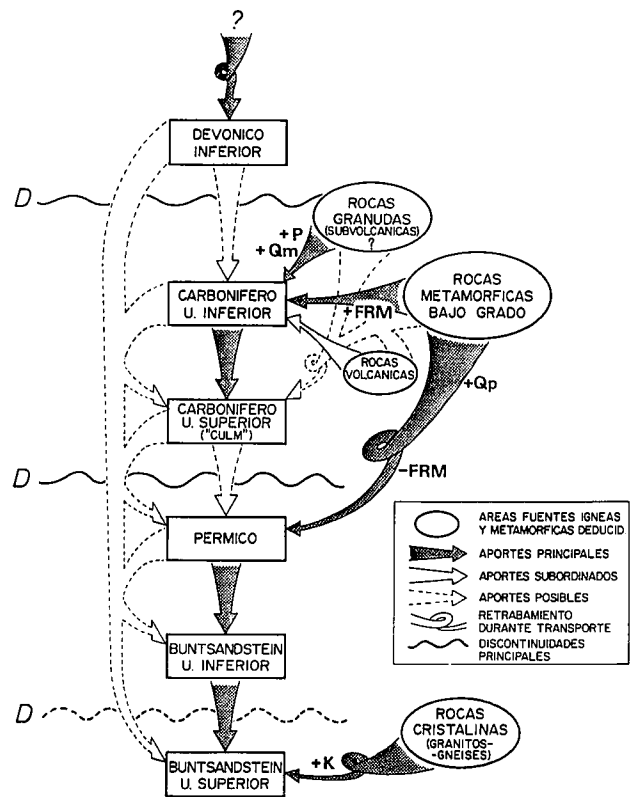 ?
DEVONICO
INFERIOR
D
ROCAS
GRANUDAS
(SUBVOLCANICAS)
?
+P
+Qm
CARBONIFERO
U. INFERIOR
+FRM
ROCAS
METAMORFICAS
BAJO GRADO
ROCAS
VOLCANICAS
+Qp
CARBONIFERO
U. SUPERIOR
("CULM")
D
-FRM
PERMICO
AREAS FUENTES IGNEAS
Y METAMORFICAS DEDUCID.
APORTES PRINCIPALES
APORTES SUBORDINADOS
APORTES POSIBLES
RETRABAMIENTO
DURANTE TRANSPORTE
DISCONTINUIDADES
PRINCIPALES
BUNTSANDSTEIN
U. INFERIOR
D
ROCAS
CRISTALINAS
(GRANITOS-
-GNEISES)
+K
BUNTSANDSTEIN
U. SUPERIOR